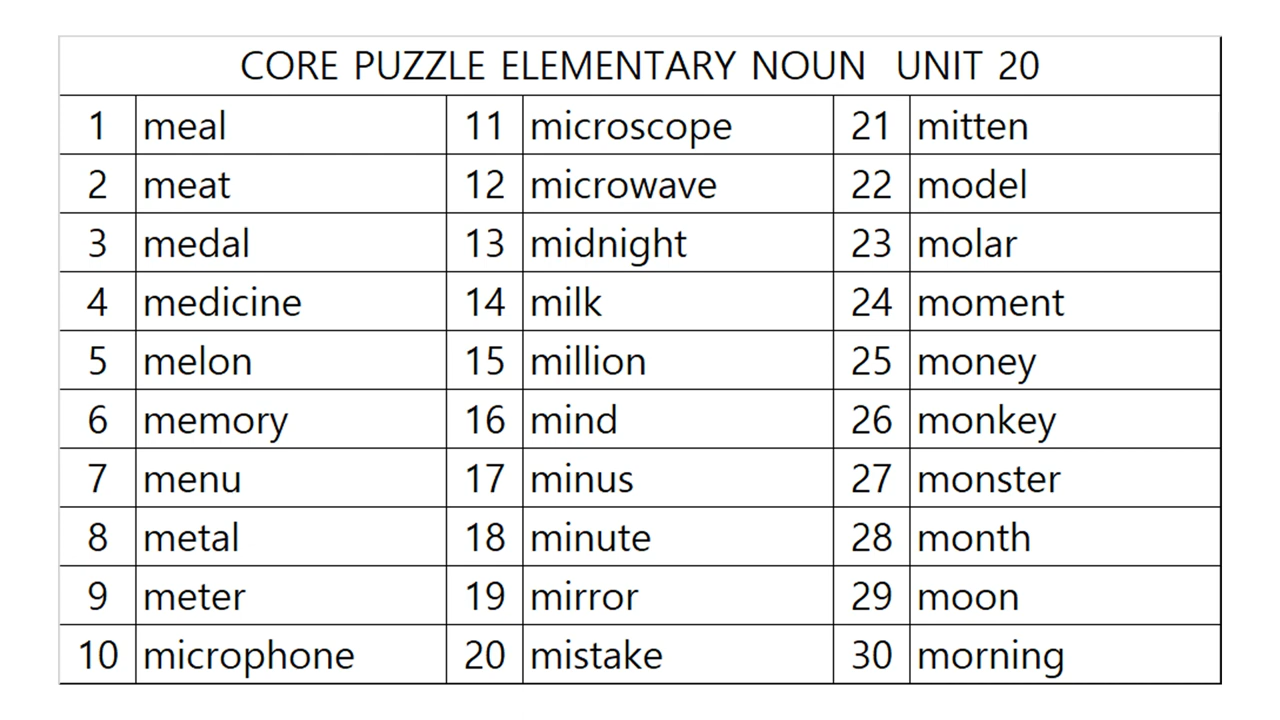 CORE PUZZLE ELEMENTARY NOUN  UNIT 20
1 meal 11 microscope 21 mitten
2 meat 12 microwave 22 model
3 medal 13 midnight 23 molar
4 medicine 14 milk 24 moment
5 melon 15 million 25 money
6 memory 16 mind 26 monkey
7 menu 17 minus 27 monster
8 metal 18 minute 28 month
9 meter 19 mirror 29 moon
10 microphone 20 mistake 30 morning